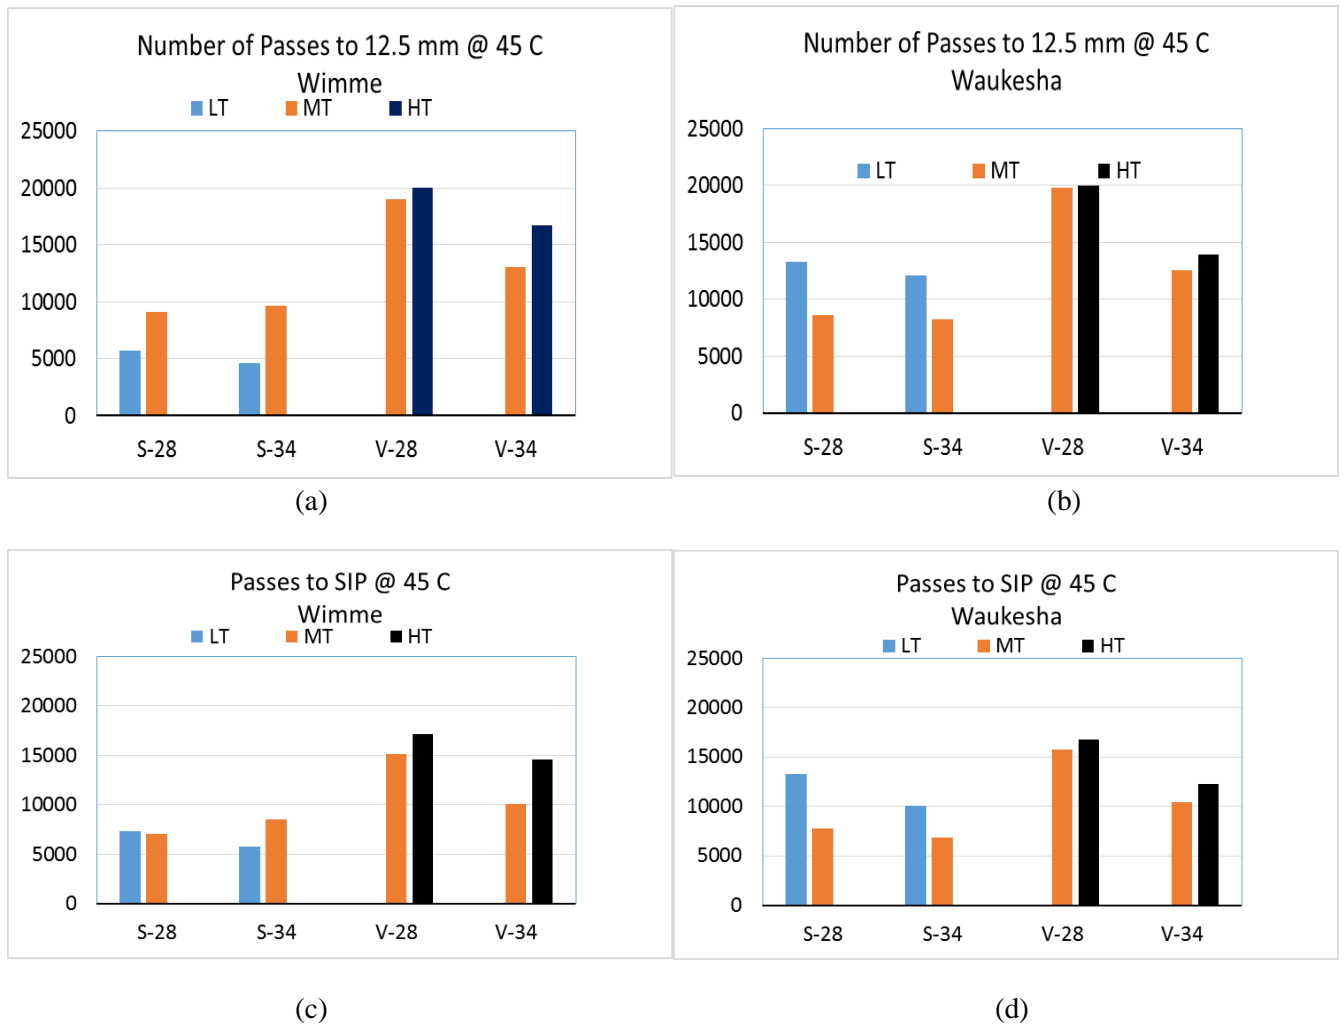 Number of Passes to 12.5 mm @ 45 C
Wimme
LT MT HT
25000
20000
15000
10000
5000
0
S-28 S-34 V-28 V-34
(a)
Number of Passes to 12.5 mm @ 45 C
Waukesha
25000
LT MT HT
20000
15000
10000
5000
0
S-28 S-34 V-28 V-34
(b)
Passes to SIP @ 45 C
Wimme
LT MT HT
25000
20000
15000
10000
5000
0
S-28 S-34 V-28 V-34
(c)
Passes to SIP @ 45 C
Waukesha
LT MT HT
25000
20000
15000
10000
5000
0
S-28 S-34 V-28 V-34
(d)